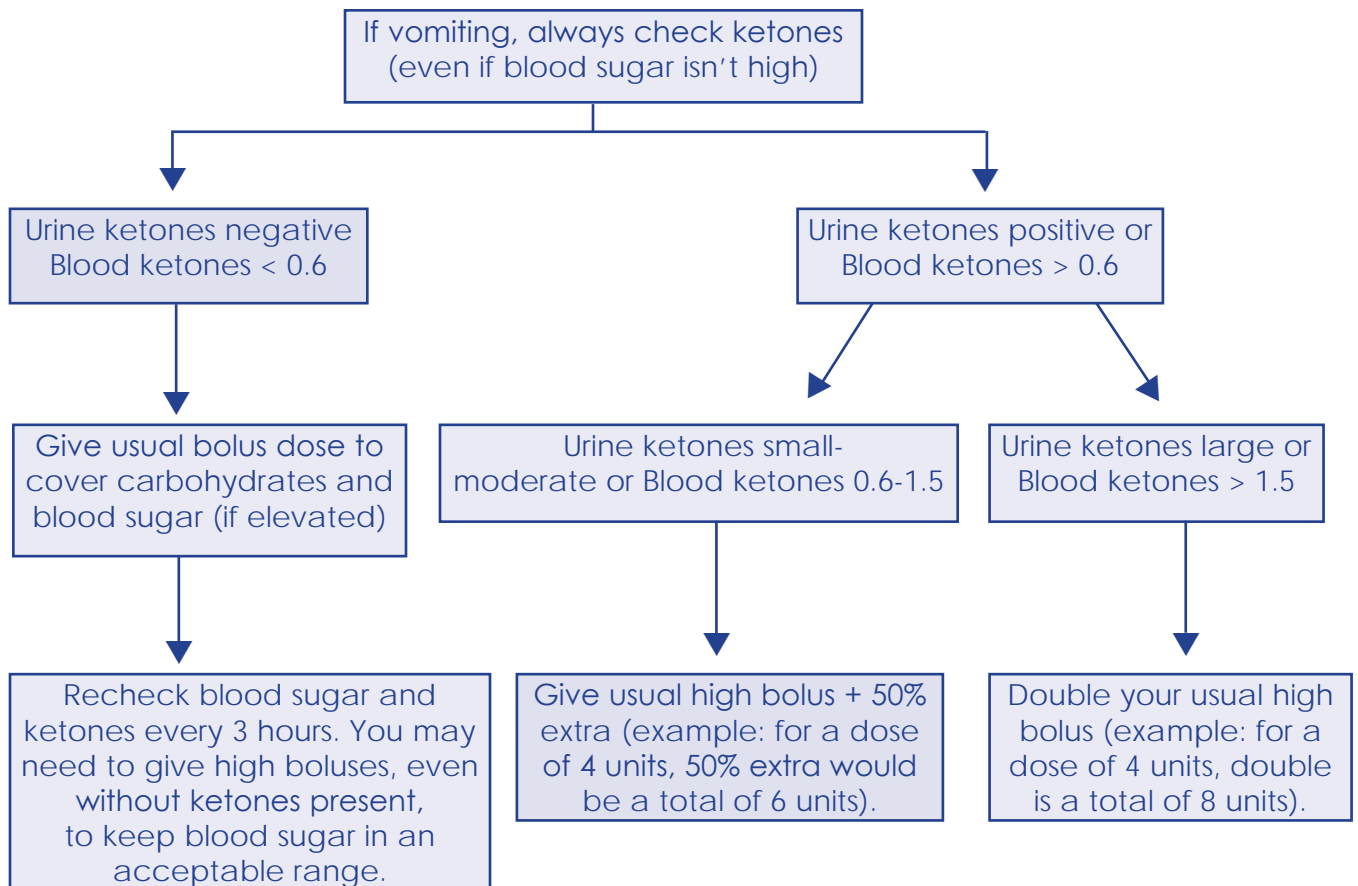 If vomiting, always check ketones
(even if blood sugar isn't high)
Urine ketones negative
Blood ketones < 0.6
Urine ketones positive or
Blood ketones > 0.6
Give usual bolus dose to
cover carbohydrates and
blood sugar (if elevated)
Urine ketones small-
moderate or Blood ketones 0.6-1.5
Urine ketones large or
Blood ketones > 1.5
Recheck blood sugar and
ketones every 3 hours. You may
need to give high boluses, even
without ketones present,
to keep blood sugar in an
acceptable range.
Give usual high bolus + 50%
extra (example: for a dose
of 4 units, 50% extra would
be a total of 6 units).
Double your usual high
bolus (example: for a
dose of 4 units, double
is a total of 8 units).